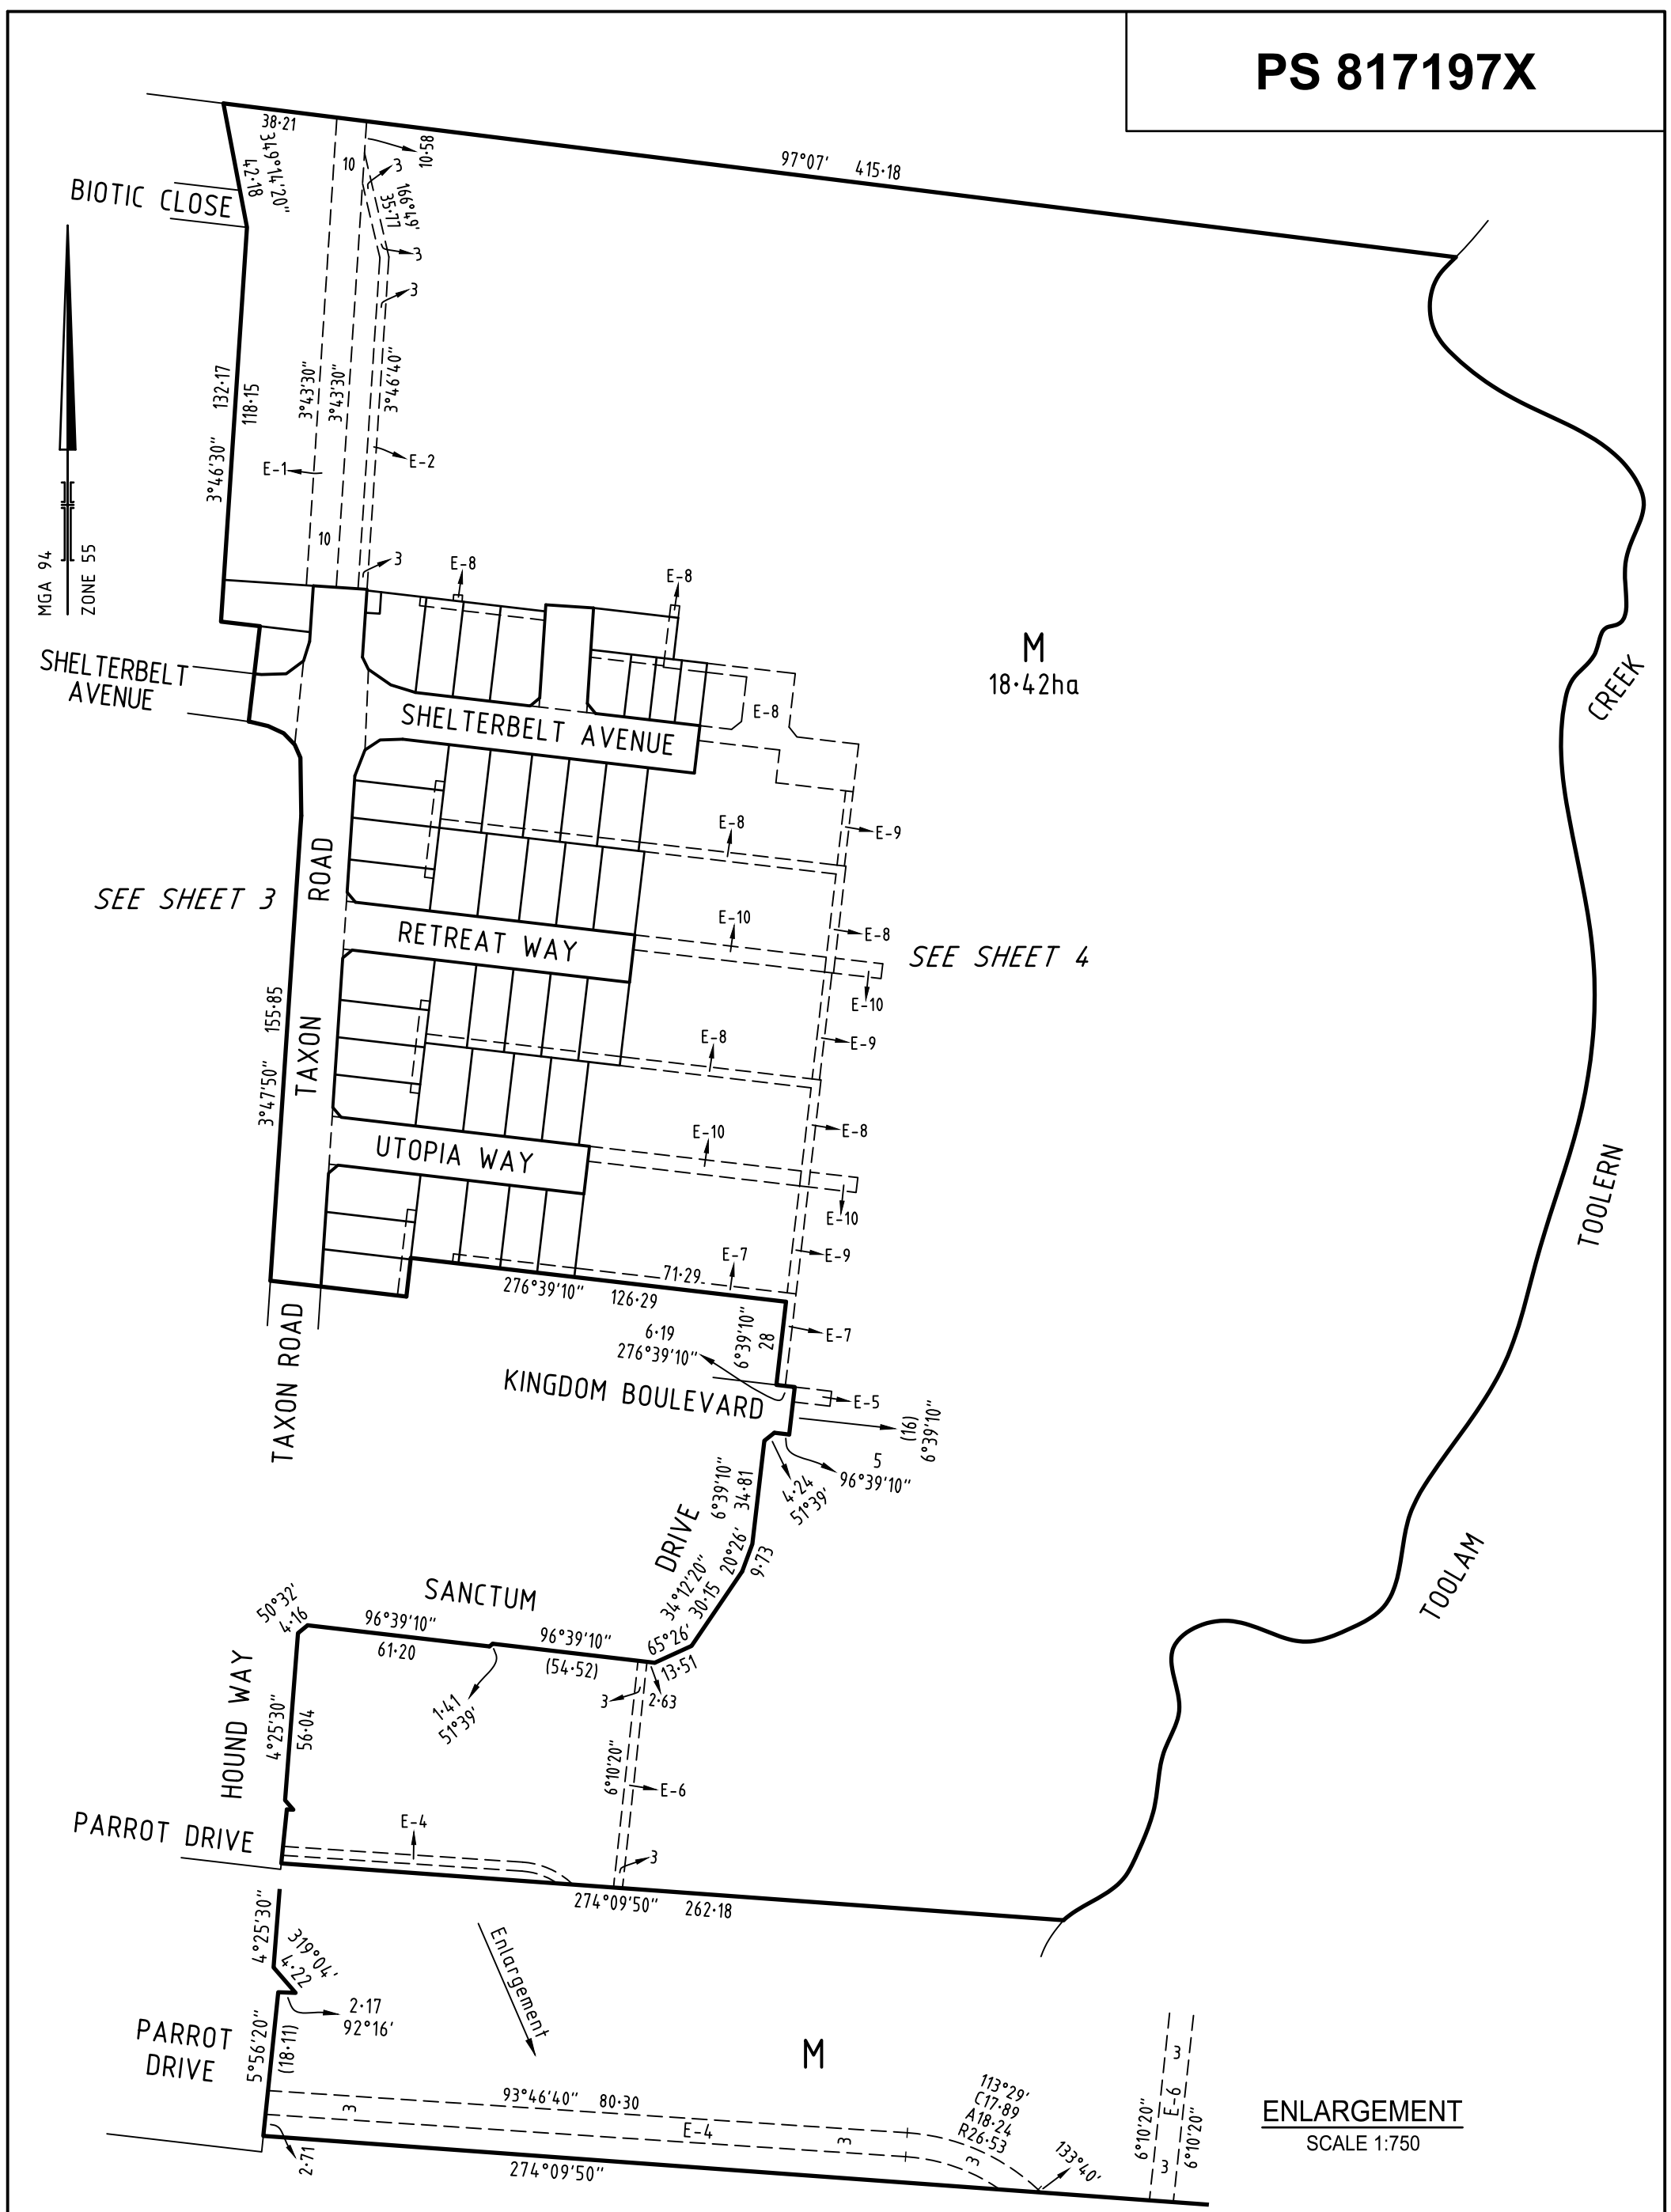 PS 817197X
38·21
349°14'20"
42·18
10
10·58
3
166°49'
35·77
3
3
97°07' 415·18
BIOTIC CLOSE
132·17
118·15
3°46'30"
3°43'30"
3°43'30"
3°46'40"
E-1
E-2
10
3
MGA 94
ZONE 55
E-8
E-8
M
18·42ha
SHELTERBELT
AVENUE
SHELTERBELT AVENUE
E-8
CREEK
E-8
E-9
ROAD
SEE SHEET 3
RETREAT WAY
E-10
E-8
SEE SHEET 4
E-10
155·85
3°47'50"
TAXON
E-8
E-9
UTOPIA WAY
E-10
E-8
E-10
TOOLERN
E-9
E-7
71·29
276°39'10" 126·29
6°39'10"
28
E-7
6·19
276°39'10"
TAXON ROAD
KINGDOM BOULEVARD
E-5
(16)
6°39'10"
5
96°39'10"
4·24
51°39'
6°39'10"
34·81
DRIVE
20°26'
9·73
34°12'20"
30·15
TOOLAM
SANCTUM
50°32'
4·16
96°39'10"
61·20
96°39'10"
(54·52)
65°26'
13·51
1·41
51°39'
3
2·63
HOUND WAY
4°25'30"
56·04
6°10'20"
E-6
PARROT DRIVE
E-4
3
274°09'50" 262·18
4°25'30"
319°04'
4·22
Enlargement
2·17
92°16'
PARROT
DRIVE
5°56'20"
(18·11)
M
93°46'40" 80·30
3
E-4
3
113°29'
C17·89
A18·24
R26·53
3
133°40'
6°10'20"
3
E-6
3
6°10'20"
2·71
274°09'50"
ENLARGEMENT
SCALE 1:750